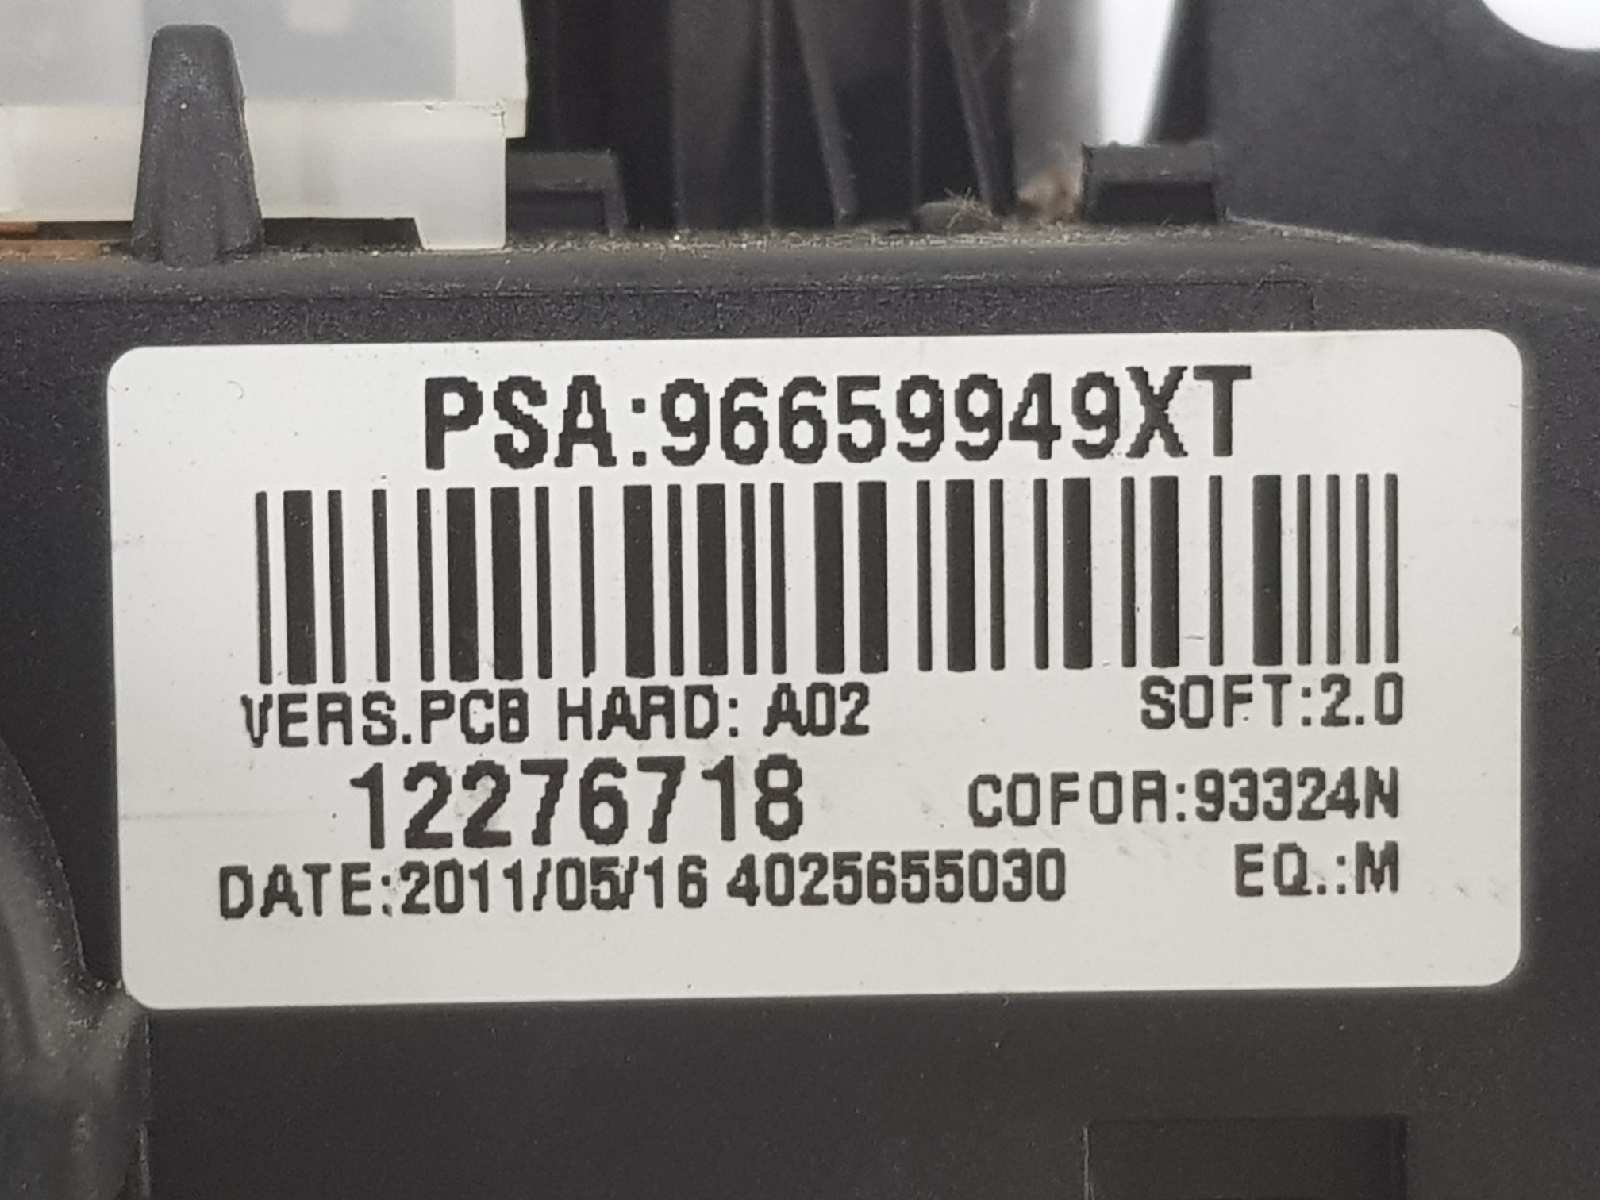 PSA:96659949XT
VERS.PCB HARD: A02 SOFT:2.0
12276718 COFOR:93324N
DATE:2011/05/16 4025655030 EQ.:M